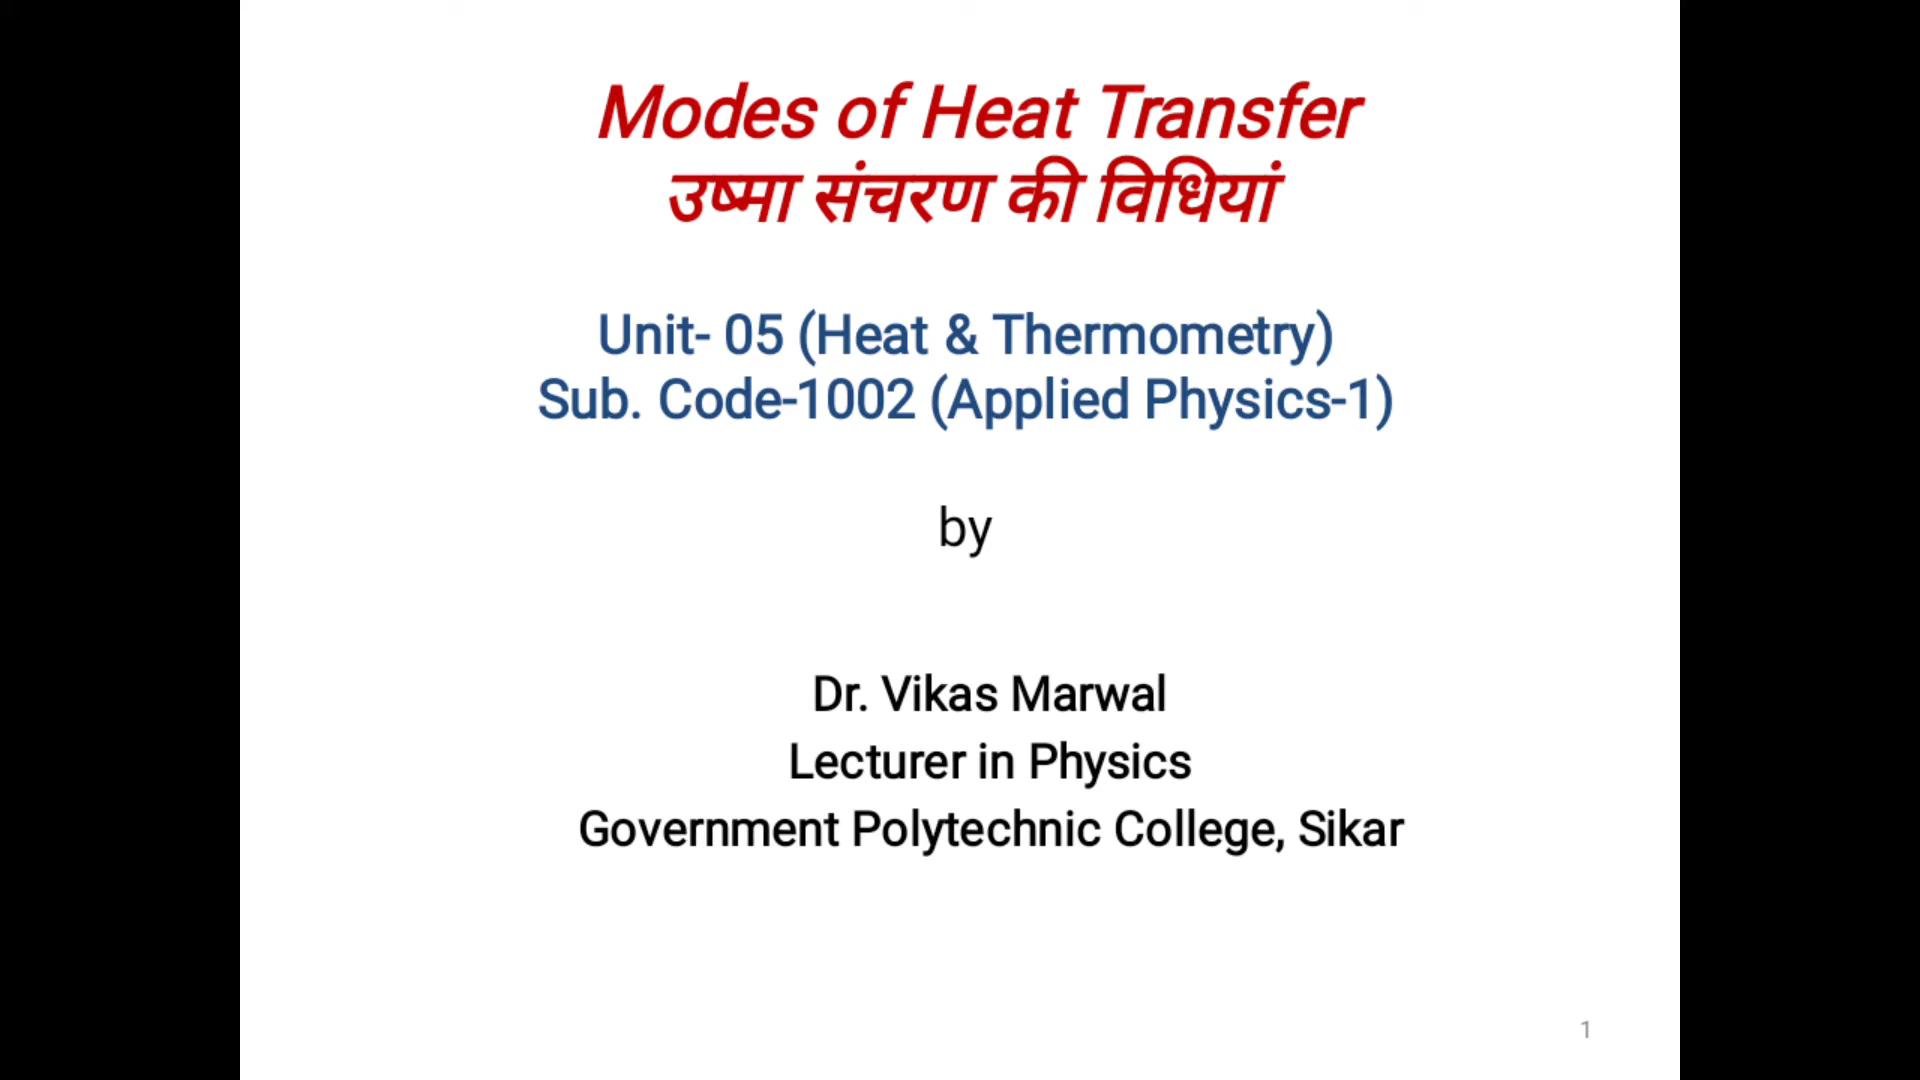 Modes of Heat Transfer
उष्मा संचरण की विधियां
Unit- 05 (Heat & Thermometry)
Sub. Code-1002 (Applied Physics-1)
by
Dr. Vikas Marwal
Lecturer in Physics
Government Polytechnic College, Sikar
1